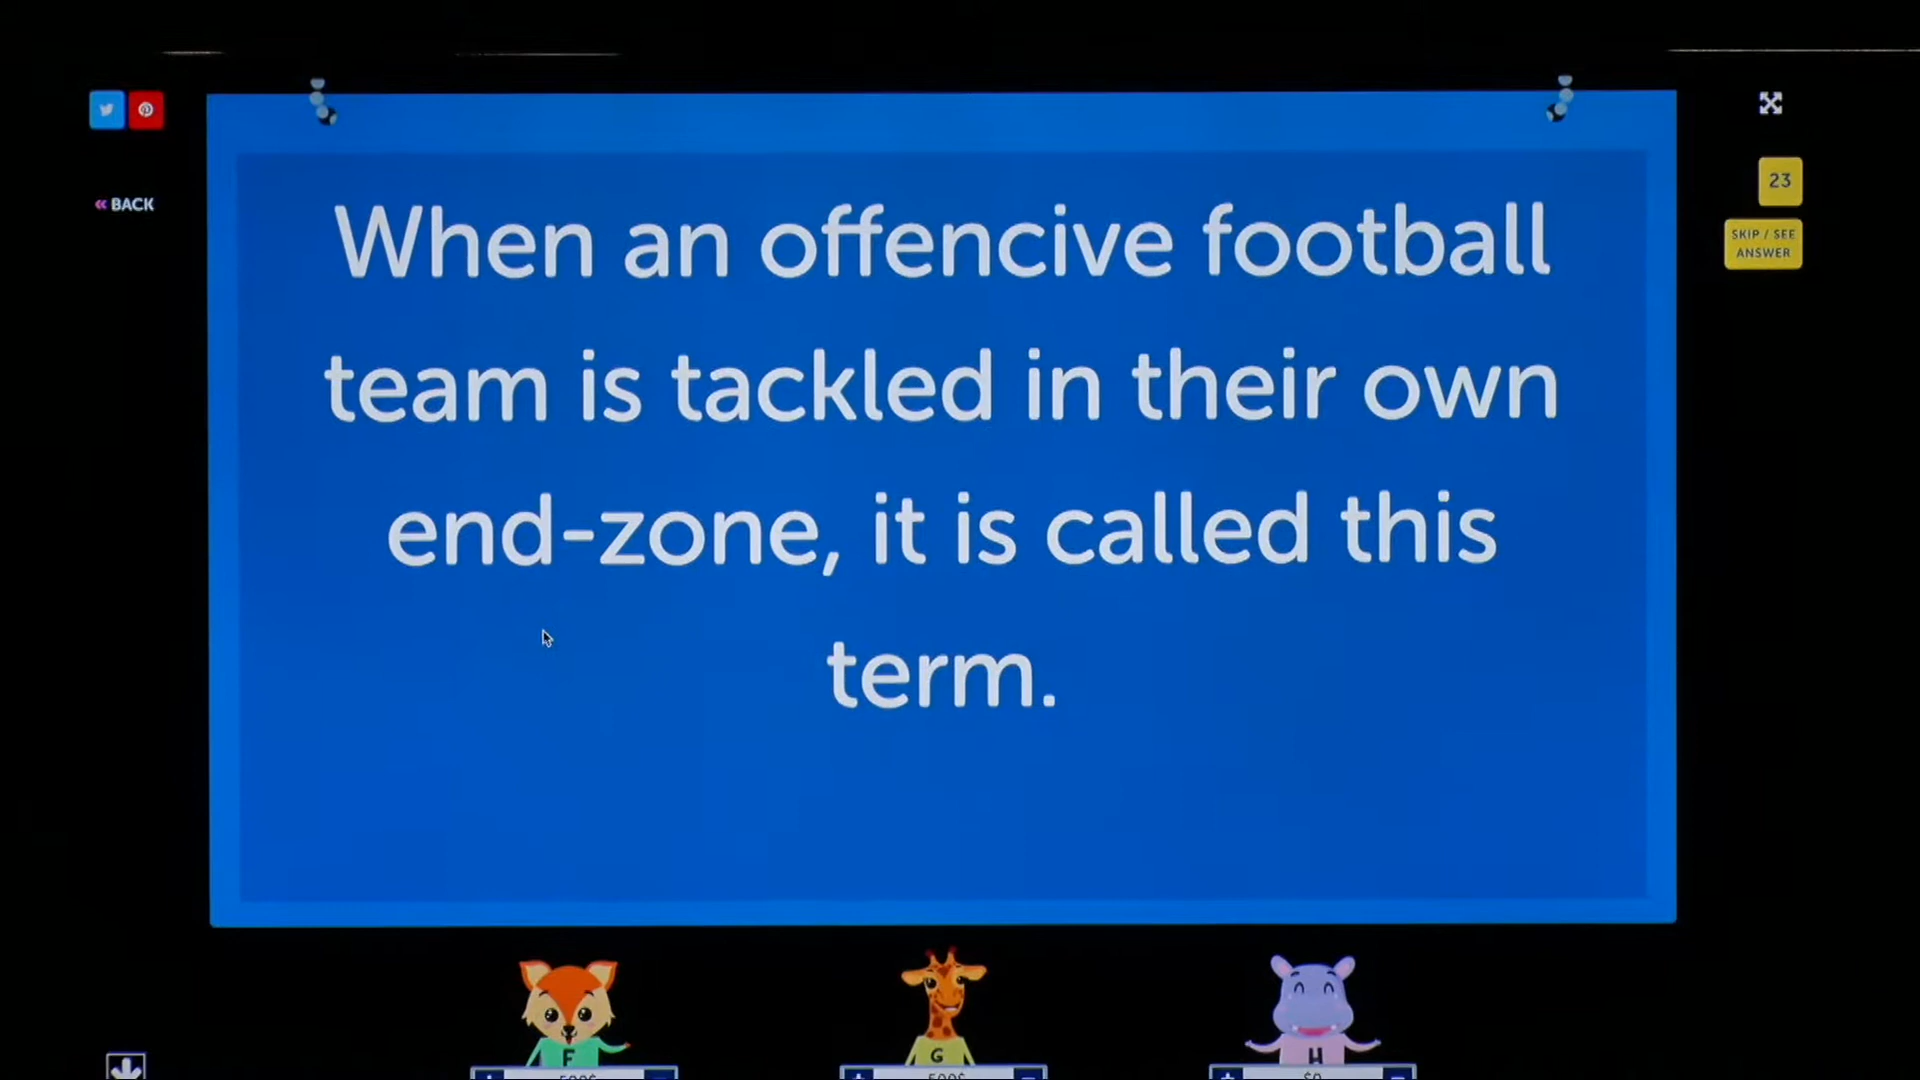 When an offencive football
team is tackled in their own
end-zone, it is called this
term.
« BACK
23
SKIP / SEE
ANSWER
F
G
H